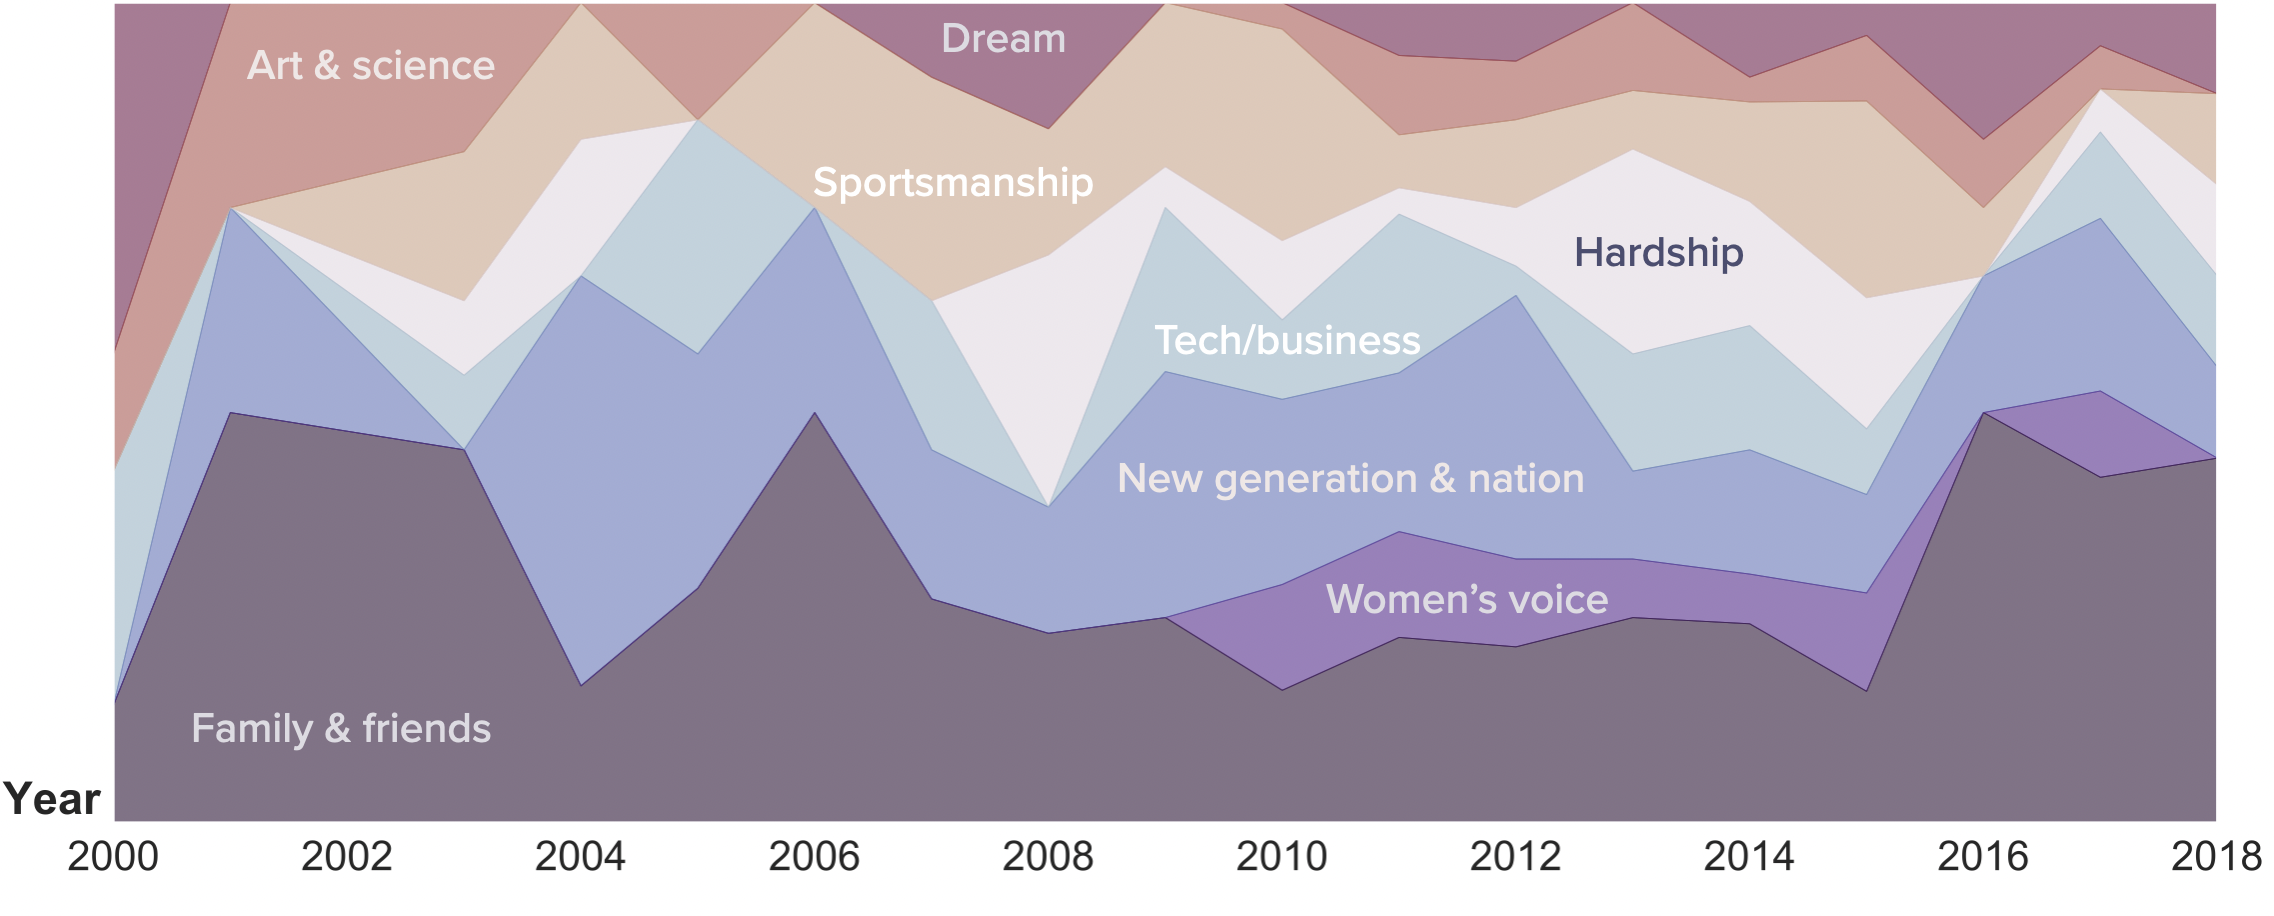 Dream
Art & science
Sportsmanship
Hardship
Tech/business
New generation & nation
Women’s voice
Family & friends
Year
2000 2002 2004 2006 2008 2010 2012 2014 2016 2018